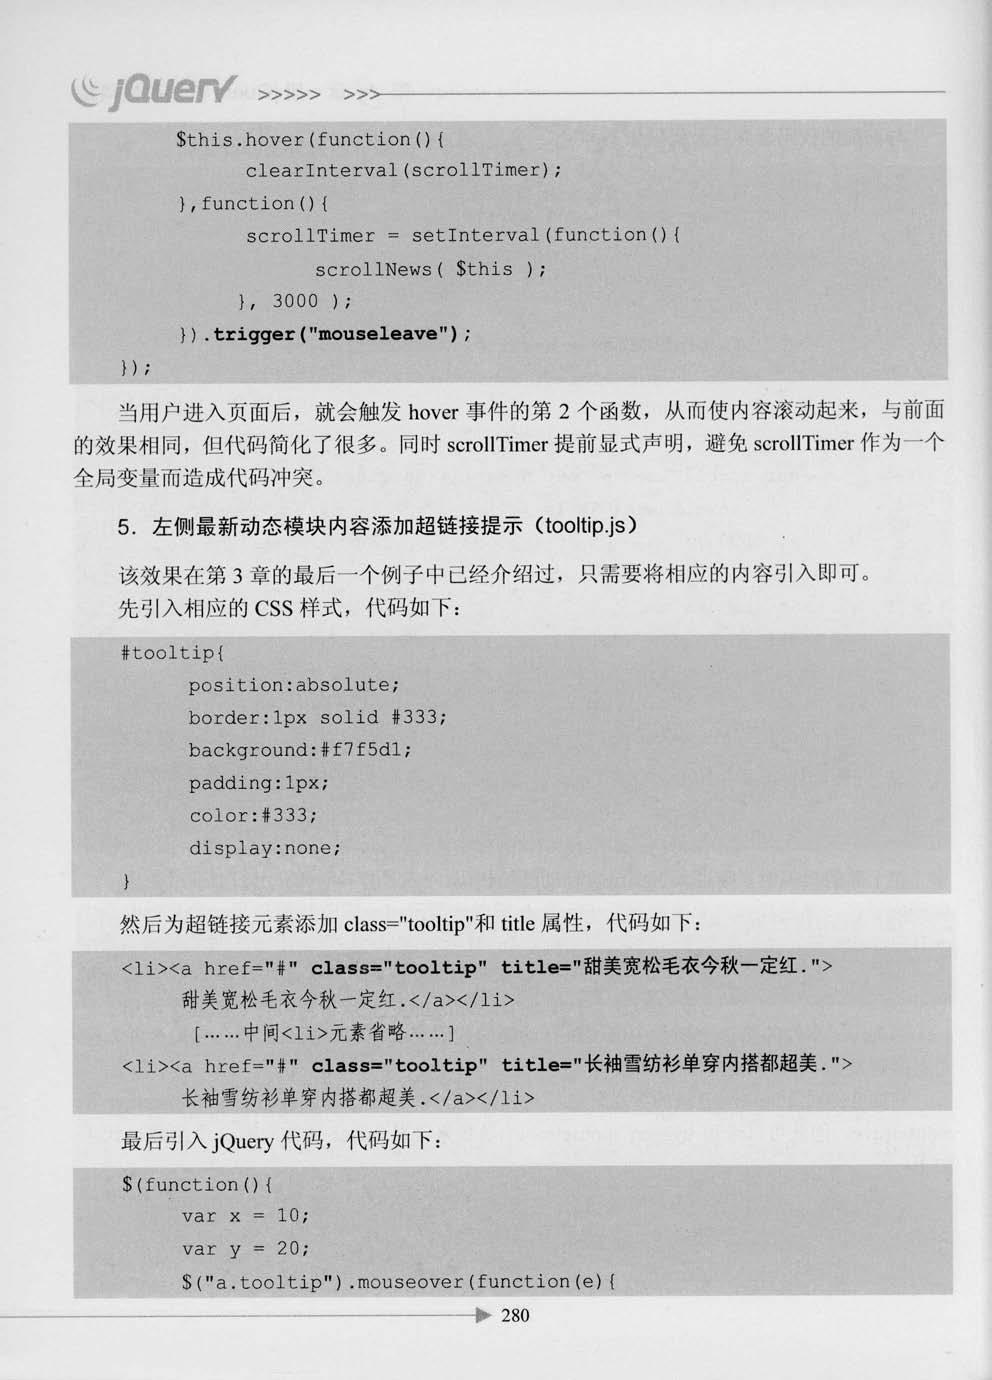 jQuery >>>>> >>>
$this.hover(function(){
clearInterval(scrollTimer);
},function(){
scrollTimer = setInterval(function(){
scrollNews( $this );
}, 3000 );
}).trigger("mouseleave");
});
当用户进入页面后，就会触发 hover 事件的第 2 个函数，从而使内容滚动起来，与前面
的效果相同，但代码简化了很多。同时 scrollTimer 提前显式声明，避免 scrollTimer 作为一个
全局变量而造成代码冲突。
5．左侧最新动态模块内容添加超链接提示（tooltip.js）
该效果在第 3 章的最后一个例子中已经介绍过，只需要将相应的内容引入即可。
先引入相应的 CSS 样式，代码如下：
#tooltip{
position:absolute;
border:1px solid #333;
background:#f7f5d1;
padding:1px;
color:#333;
display:none;
}
然后为超链接元素添加 class="tooltip"和 title 属性，代码如下：
<li><a href="#" class="tooltip" title="甜美宽松毛衣今秋一定红.">
甜美宽松毛衣今秋一定红.</a></li>
[……中间<li>元素省略……]
<li><a href="#" class="tooltip" title="长袖雪纺衫单穿内搭都超美.">
长袖雪纺衫单穿内搭都超美.</a></li>
最后引入 jQuery 代码，代码如下：
$(function(){
var x = 10;
var y = 20;
$("a.tooltip").mouseover(function(e){
280